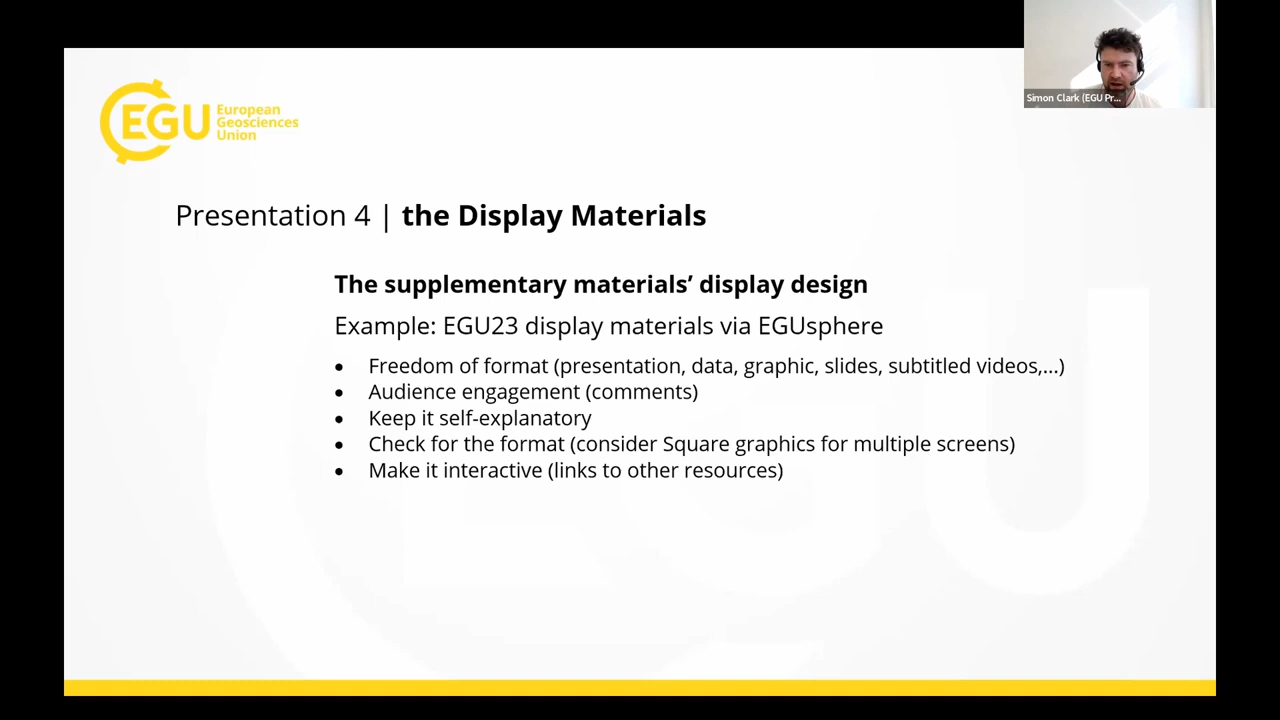 EGU
European
Geosciences
Union
Simon Clark (EGU Pr...
Presentation 4 | the Display Materials
The supplementary materials’ display design
Example: EGU23 display materials via EGUsphere
• Freedom of format (presentation, data, graphic, slides, subtitled videos,...)
• Audience engagement (comments)
• Keep it self-explanatory
• Check for the format (consider Square graphics for multiple screens)
• Make it interactive (links to other resources)